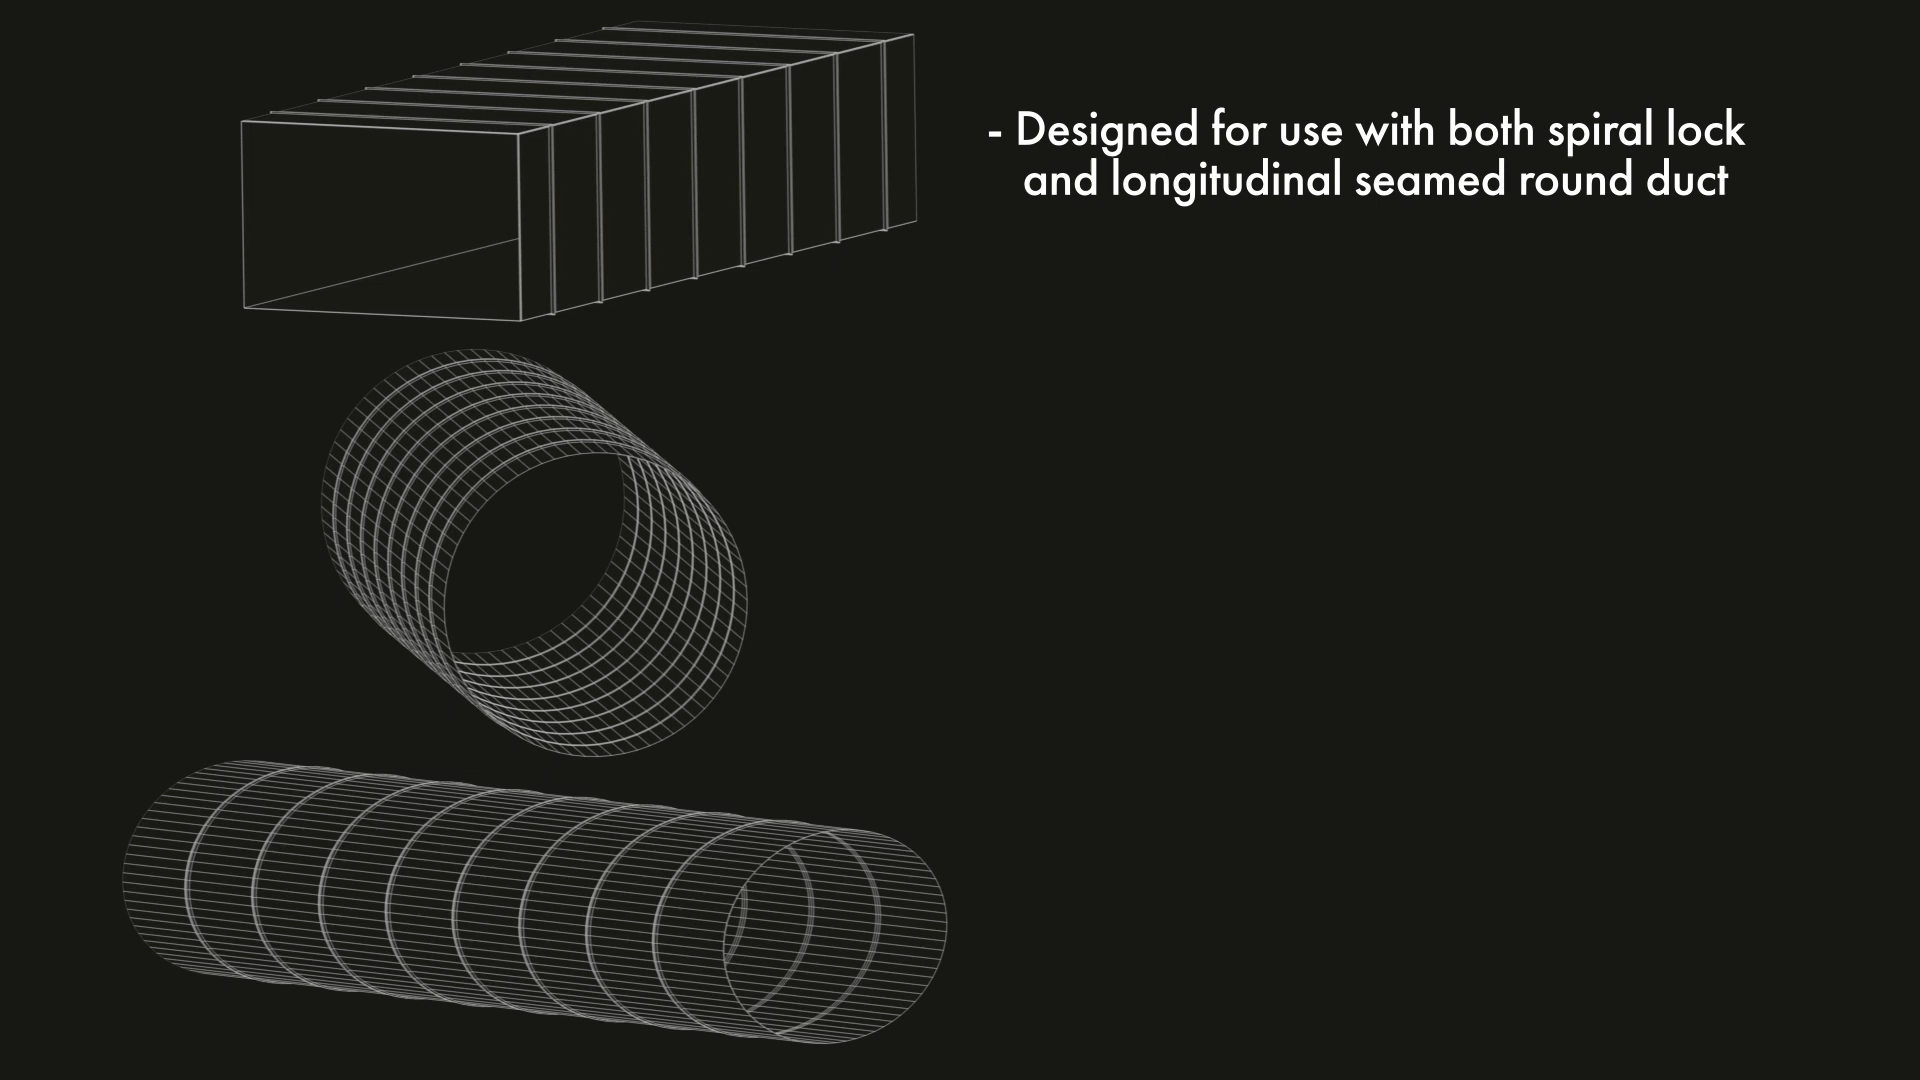 - Designed for use with both spiral lock
and longitudinal seamed round duct